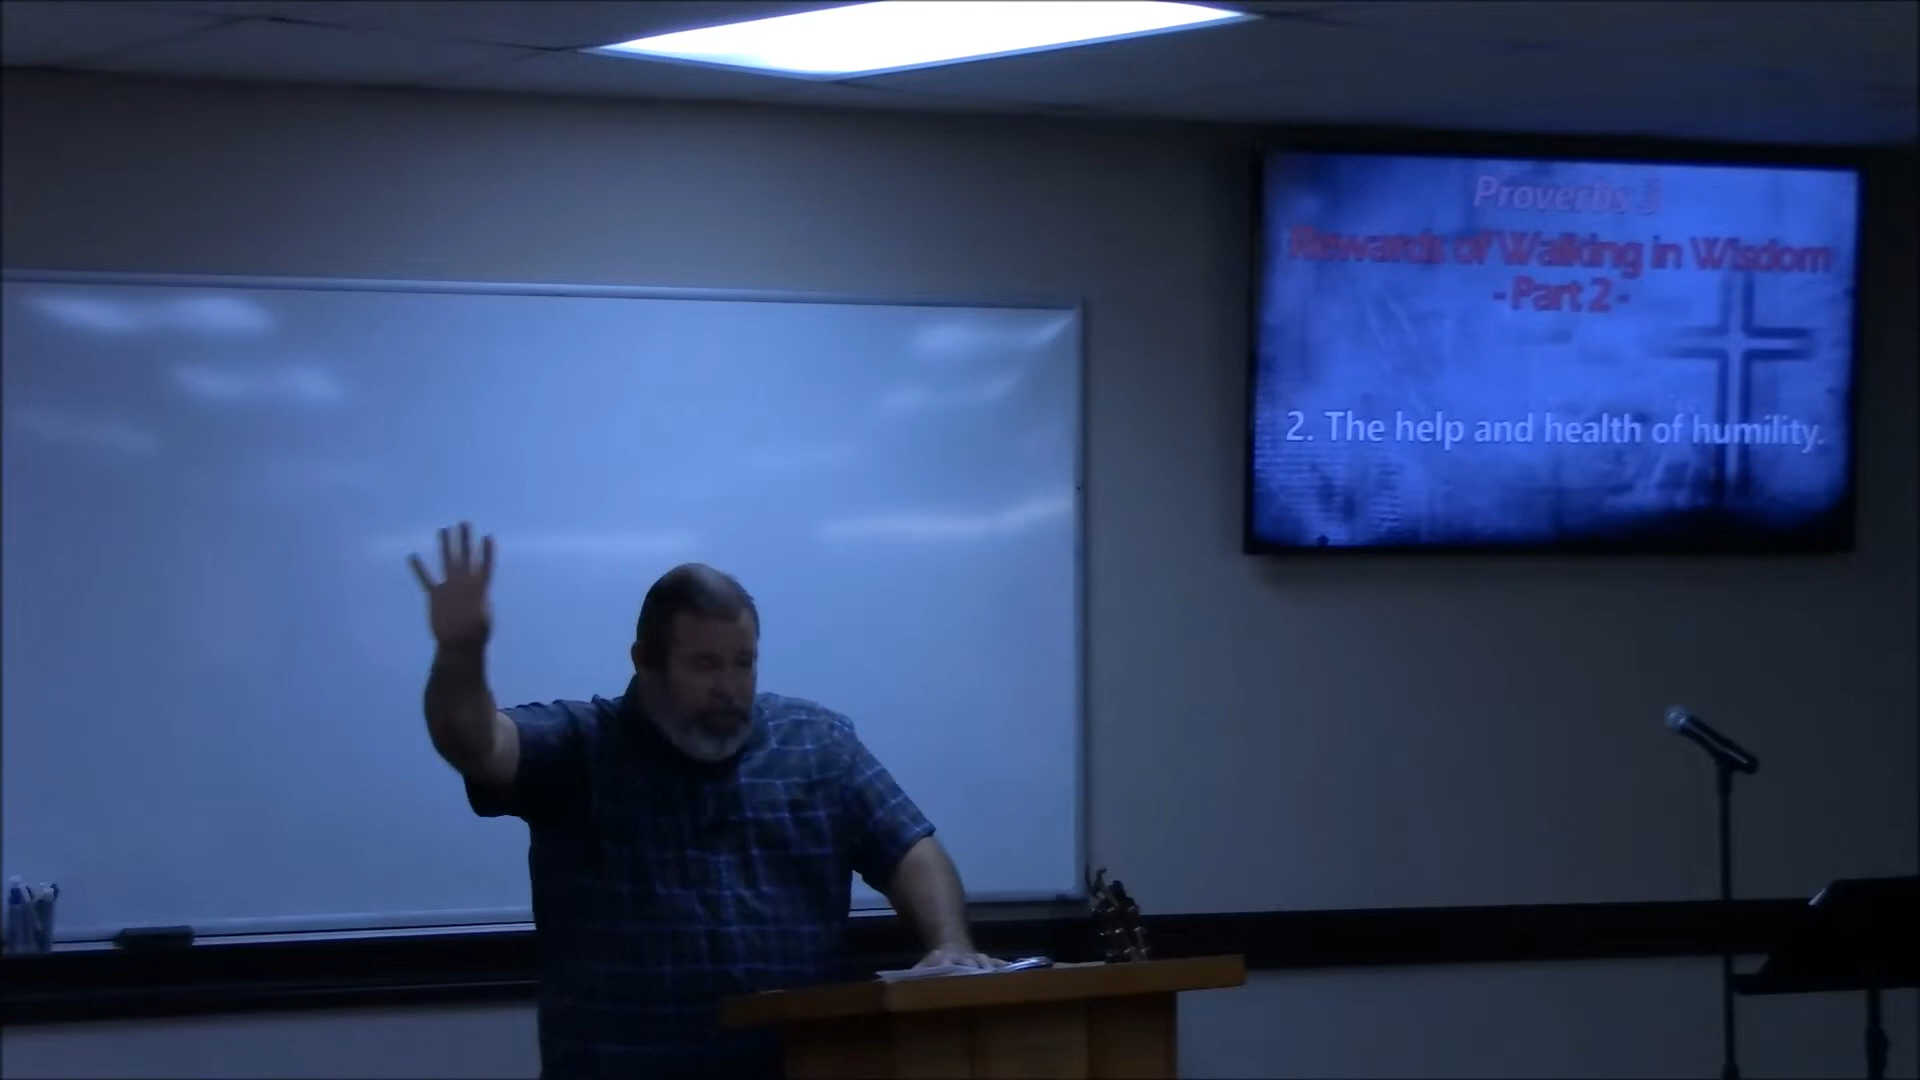 Proverbs 3
Rewards of Walking in Wisdom
- Part 2 -
2. The help and health of humility.